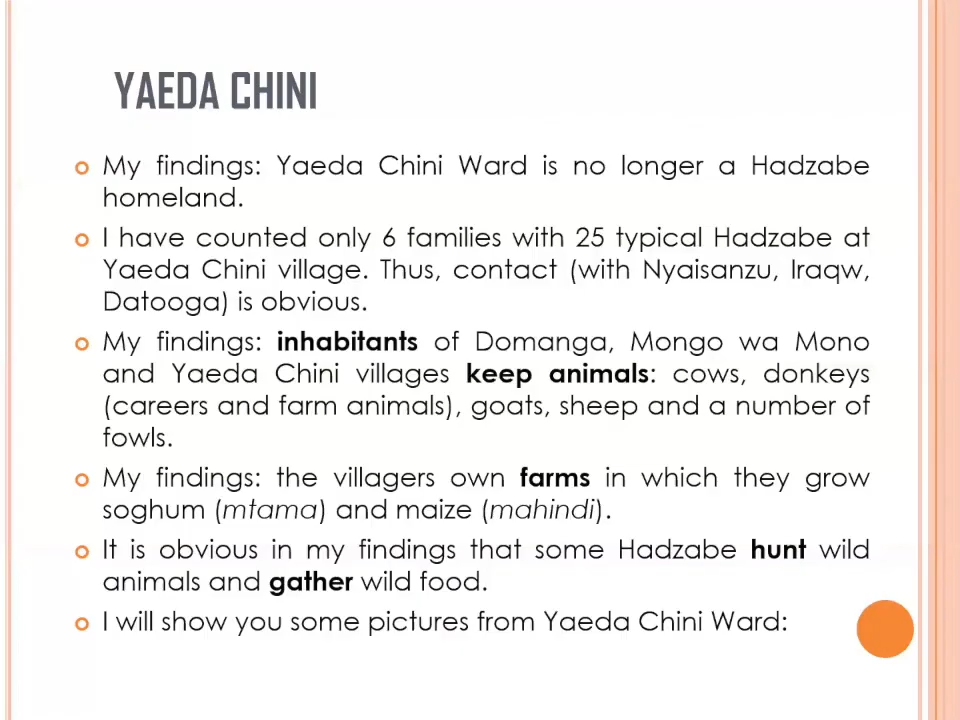 YAEDA CHINI
My findings: Yaeda Chini Ward is no longer a Hadzabe
homeland.
I have counted only 6 families with 25 typical Hadzabe at
Yaeda Chini village. Thus, contact (with Nyaisanzu, Iraqw,
Datooga) is obvious.
My findings: inhabitants of Domanga, Mongo wa Mono
and Yaeda Chini villages keep animals: cows, donkeys
(careers and farm animals), goats, sheep and a number of
fowls.
My findings: the villagers own farms in which they grow
soghum (mtama) and maize (mahindi).
It is obvious in my findings that some Hadzabe hunt wild
animals and gather wild food.
I will show you some pictures from Yaeda Chini Ward: